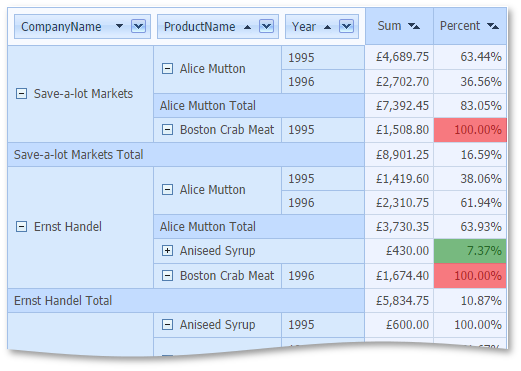 CompanyName ProductName Year Sum Percent
Save-a-lot Markets Alice Mutton 1995 £4,689.75 63.44%
1996 £2,702.70 36.56%
Alice Mutton Total £7,392.45 83.05%
Boston Crab Meat 1995 £1,508.80 100.00%
Save-a-lot Markets Total £8,901.25 16.59%
Ernst Handel Alice Mutton 1995 £1,419.60 38.06%
1996 £2,310.75 61.94%
Alice Mutton Total £3,730.35 63.93%
Aniseed Syrup £430.00 7.37%
Boston Crab Meat 1996 £1,674.40 100.00%
Ernst Handel Total £5,834.75 10.87%
Aniseed Syrup 1995 £600.00 100.00%